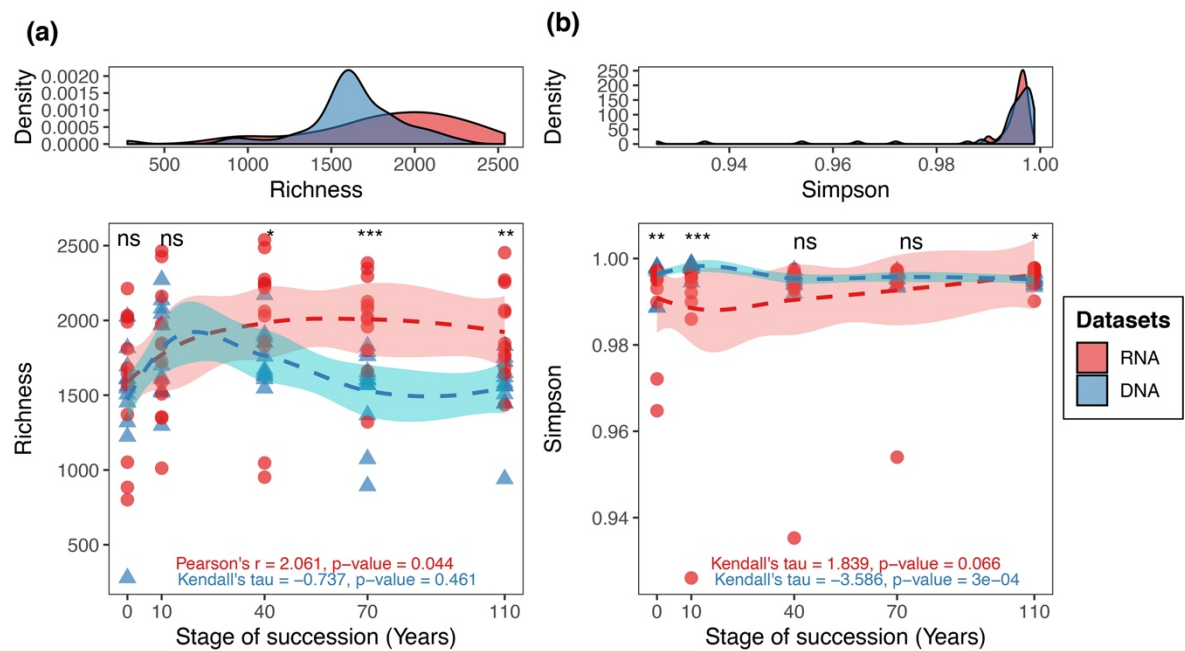 (a)
Density
0.0020
0.0015
0.0010
0.0005
0.0000
500 1000 1500 2000 2500
Richness
ns ns * *** **
Richness
2500
2000
1500
1000
500
Pearson's r = 2.061, p-value = 0.044
Kendall's tau = −0.737, p-value = 0.461
0 10 40 70 110
Stage of succession (Years)
(b)
Density
250
200
150
100
50
0
0.94 0.96 0.98 1.00
Simpson
** *** ns ns *
Simpson
1.00
0.98
0.96
0.94
Kendall's tau = 1.839, p-value = 0.066
Kendall's tau = −3.586, p-value = 3e-04
0 10 40 70 110
Stage of succession (Years)
Datasets
RNA
DNA